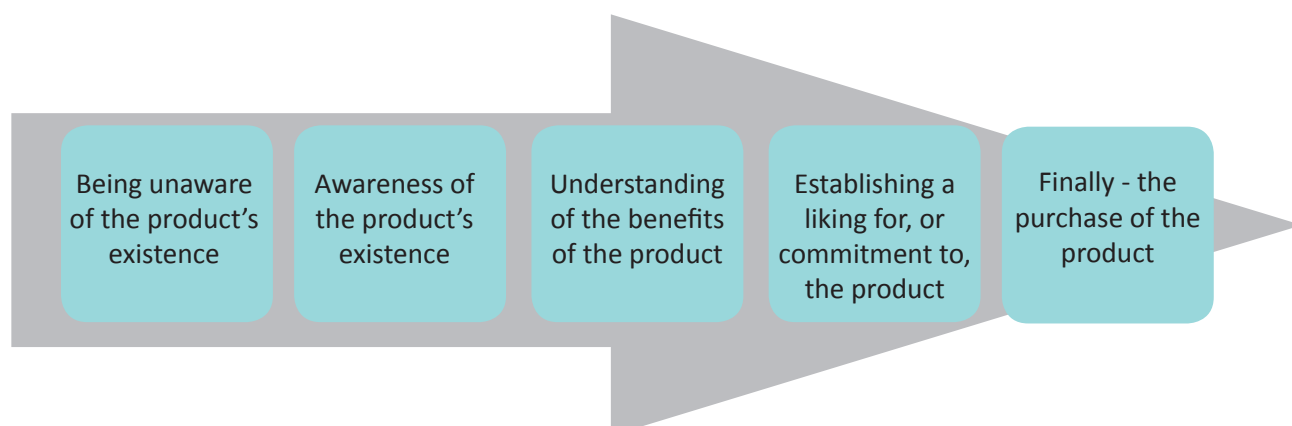 Being unaware
of the product’s
existence
Awareness of
the product’s
existence
Understanding
of the benefits
of the product
Establishing a
liking for, or
commitment to,
the product
Finally - the
purchase of the
product